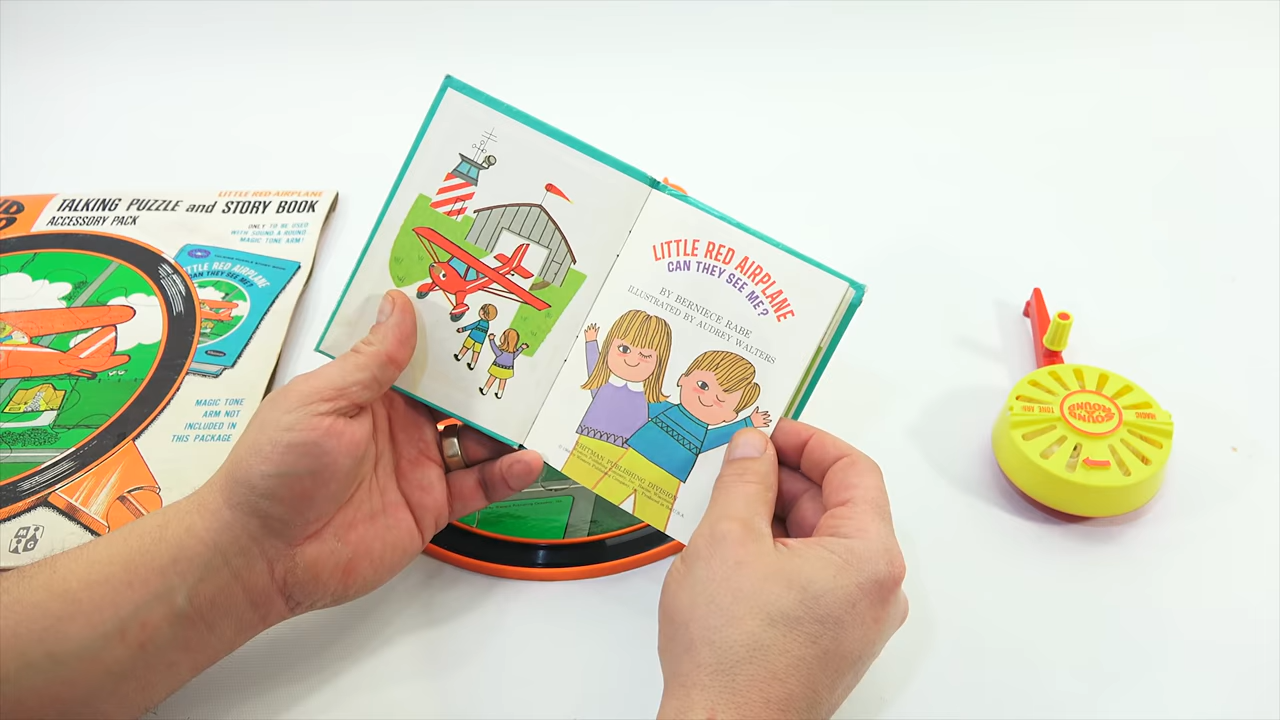 LITTLE RED AIRPLANE
TALKING PUZZLE and STORY BOOK
ACCESSORY PACK
ONLY TO BE USED
WITH SOUND A ROUND
MAGIC TONE ARM!
LITTLE RED AIRPLANE
CAN THEY SEE ME?
MAGIC TONE
ARM NOT
INCLUDED IN
THIS PACKAGE
M G
LITTLE RED AIRPLANE
CAN THEY SEE ME?
BY BERNIECE RABE
ILLUSTRATED BY AUDREY WALTERS
WHITMAN PUBLISHING DIVISION
MAGIC
SOUND
ROUND
TONE ARM